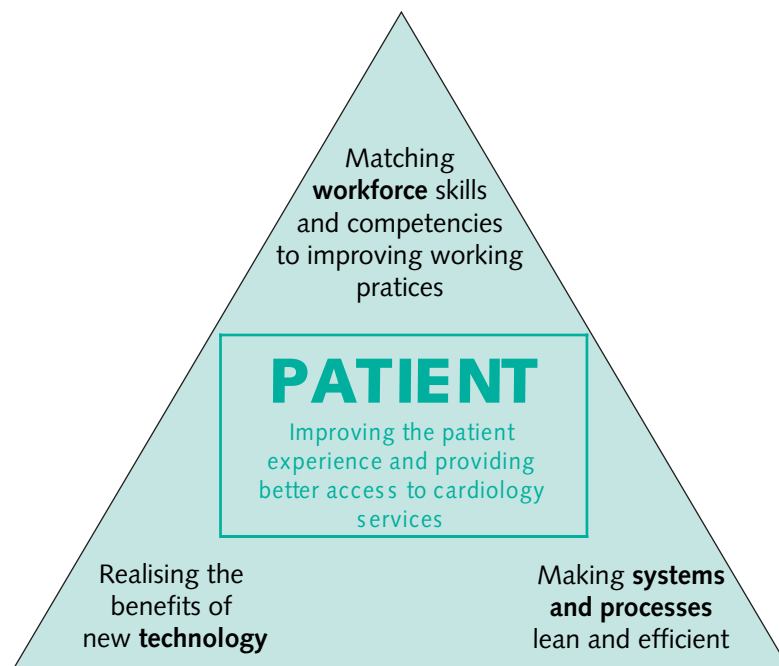 Matching
workforce skills
and competencies
to improving working
pratices
PATIENT
Improving the patient
experience and providing
better access to cardiology
services
Realising the
benefits of
new technology
Making systems
and processes
lean and efficient